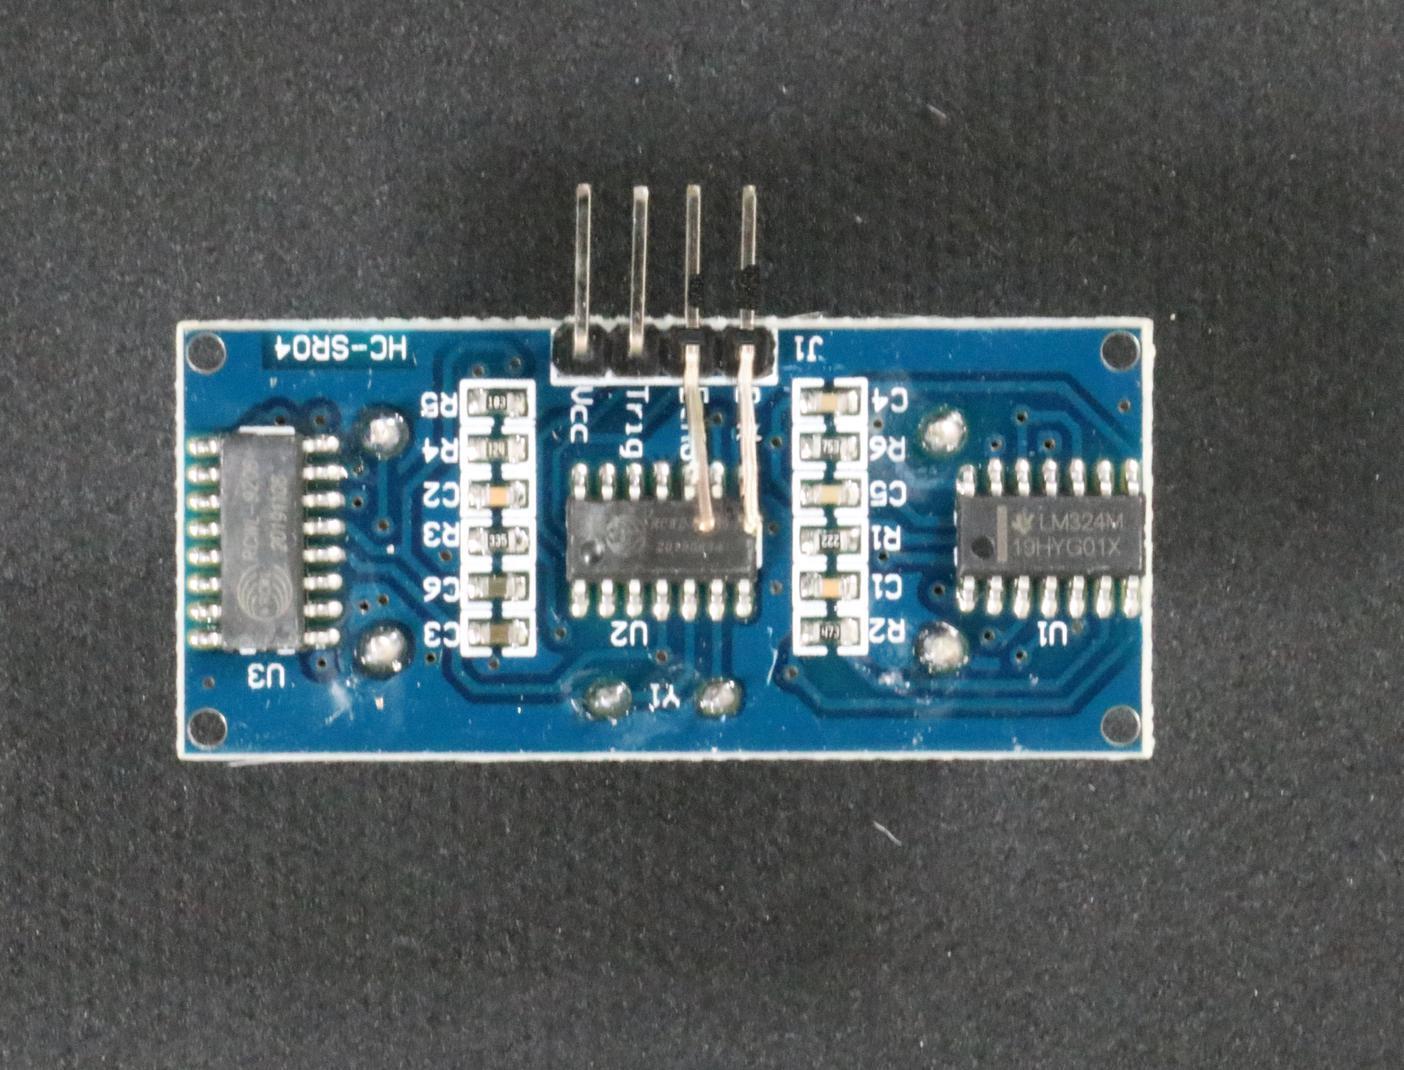 HC-SR04
J1
Vcc
Trig
R5
103
R4
C2
R3
335
C6
C3
C4
R6
753
C5
R1
222
C1
R2
473
LM324M
19HYG01X
U3
U2
U1
Y1